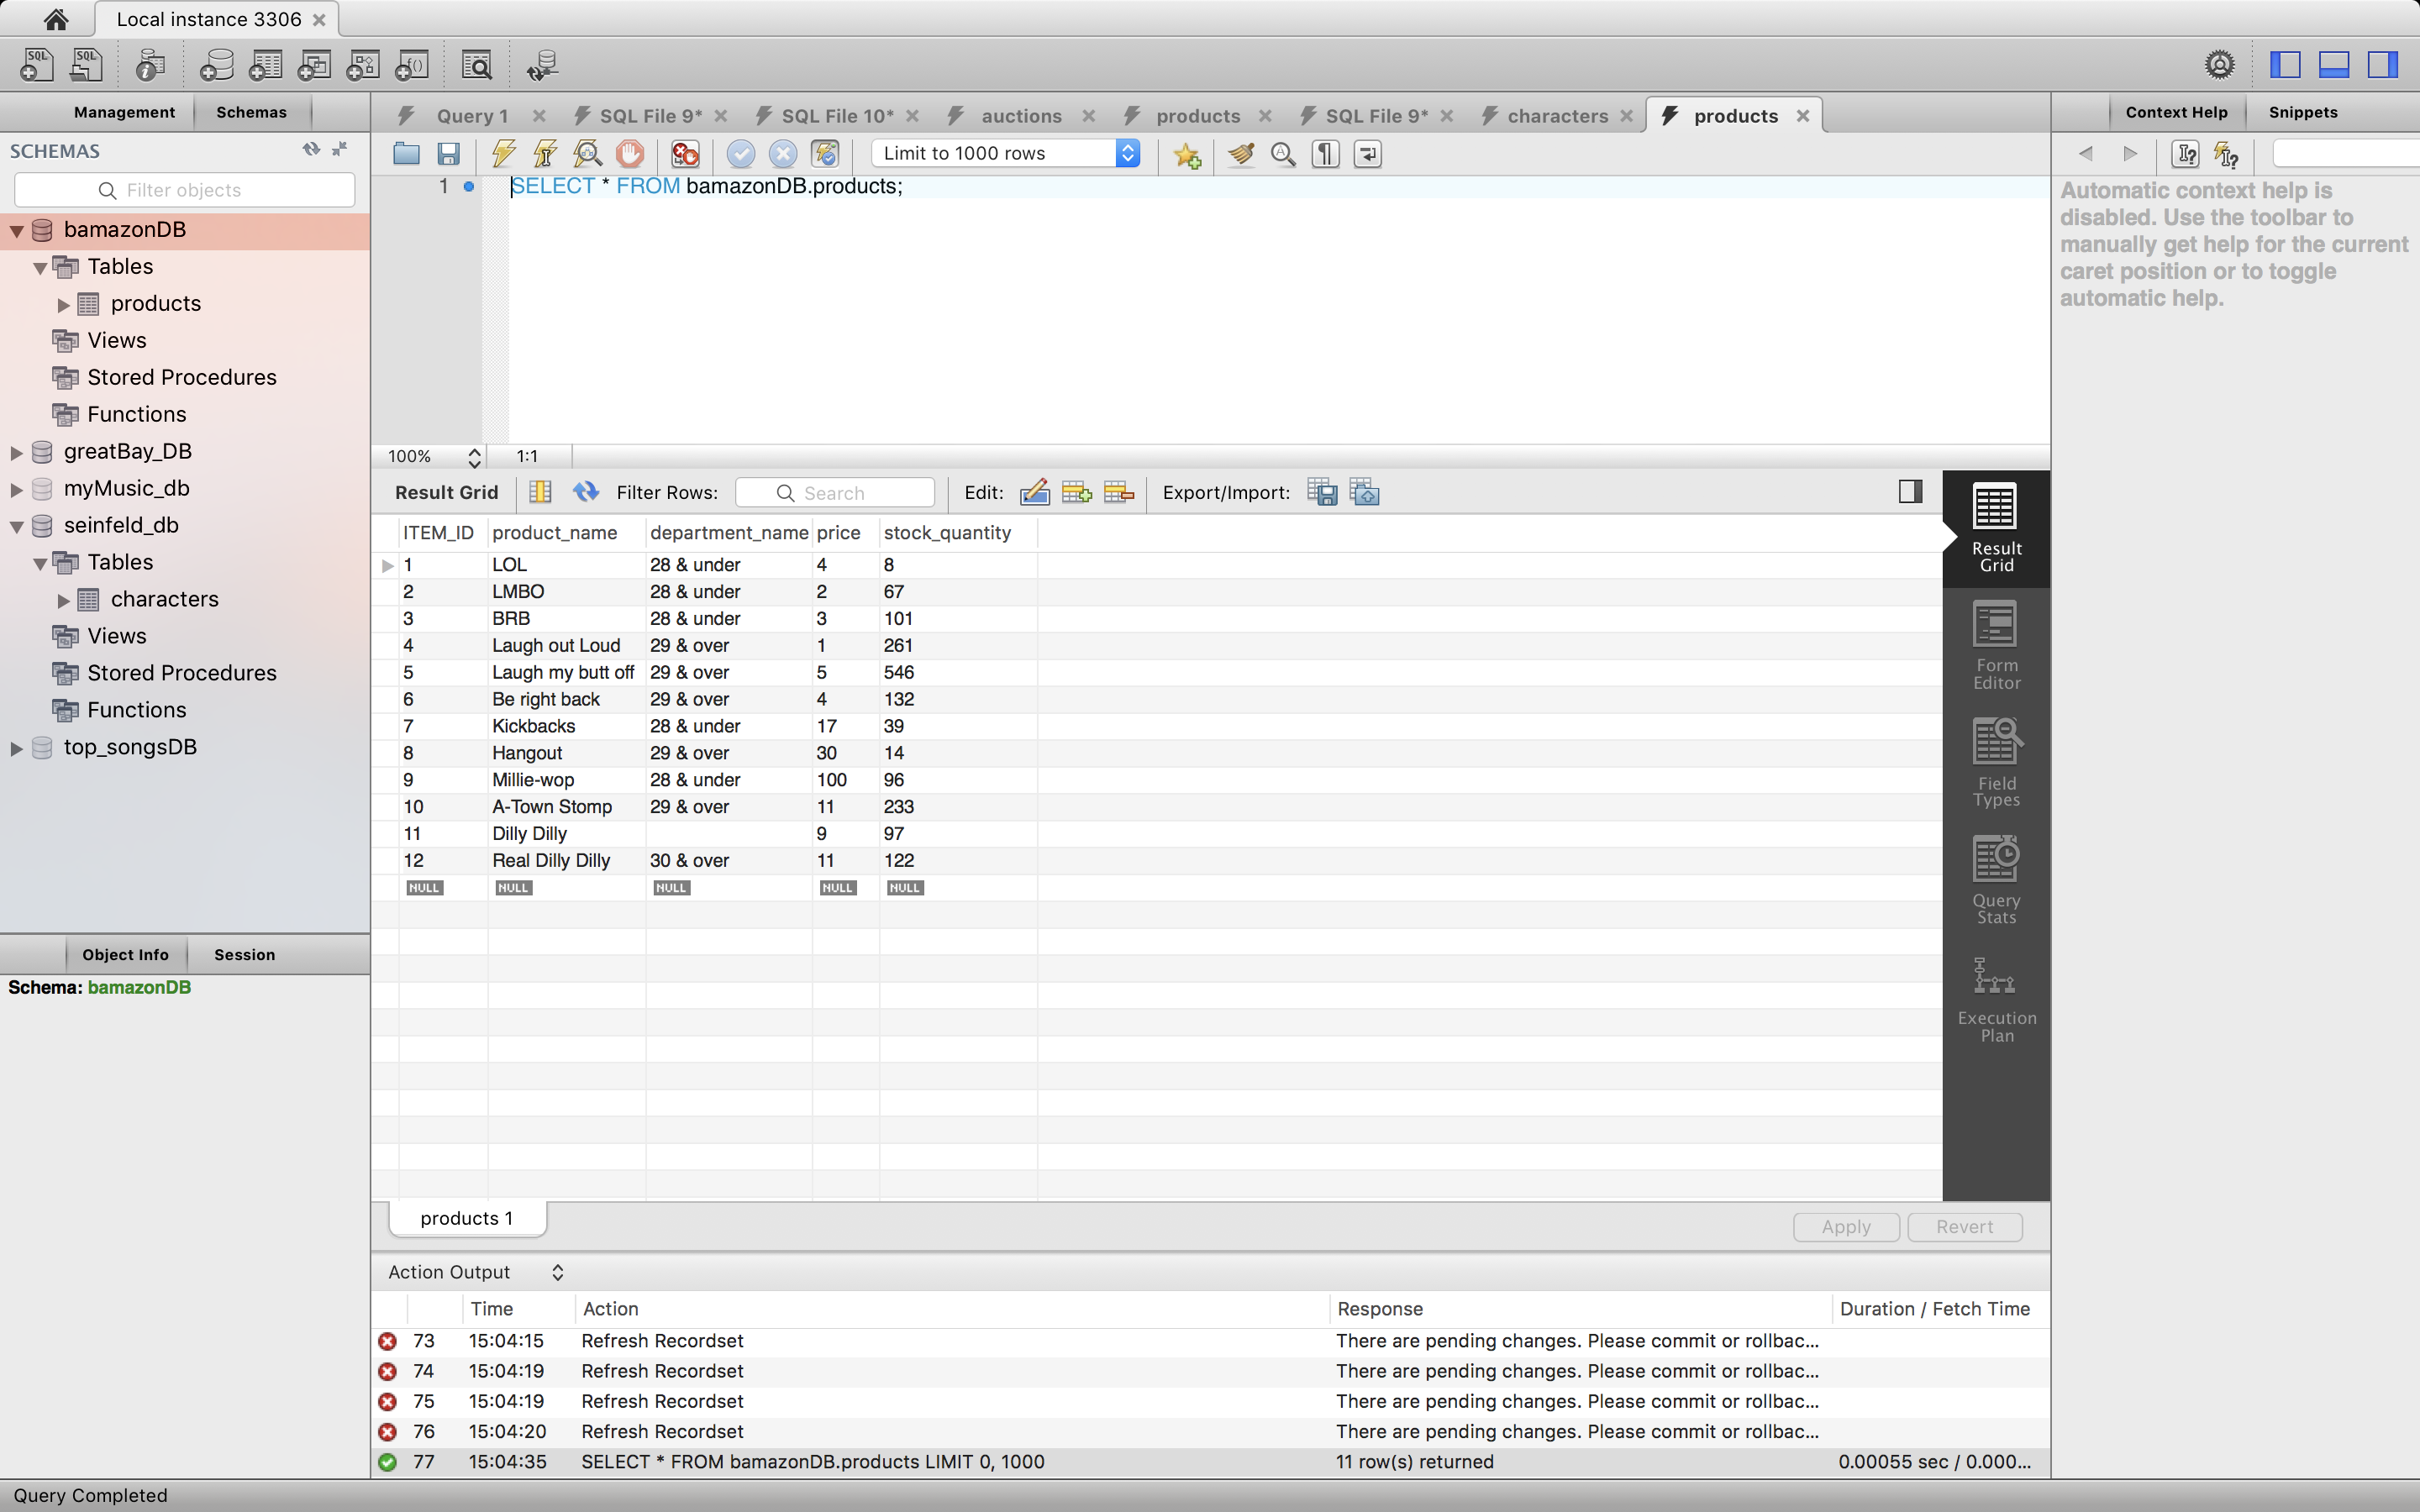 Local instance 3306
Management Schemas
SCHEMAS
Filter objects
bamazonDB
Tables
products
Views
Stored Procedures
Functions
greatBay_DB
myMusic_db
seinfeld_db
Tables
characters
Views
Stored Procedures
Functions
top_songsDB
Object Info Session
Schema: bamazonDB
Query 1 SQL File 9* SQL File 10* auctions products SQL File 9* characters products
Limit to 1000 rows
1 SELECT * FROM bamazonDB.products;
100% 1:1
Result Grid Filter Rows: Search Edit: Export/Import:
ITEM_ID product_name department_name price stock_quantity
1 LOL 28 & under 4 8
2 LMBO 28 & under 2 67
3 BRB 28 & under 3 101
4 Laugh out Loud 29 & over 1 261
5 Laugh my butt off 29 & over 5 546
6 Be right back 29 & over 4 132
7 Kickbacks 28 & under 17 39
8 Hangout 29 & over 30 14
9 Millie-wop 28 & under 100 96
10 A-Town Stomp 29 & over 11 233
11 Dilly Dilly 9 97
12 Real Dilly Dilly 30 & over 11 122
NULL NULL NULL NULL NULL
Result
Grid
Form
Editor
Field
Types
Query
Stats
Execution
Plan
products 1
Apply Revert
Action Output
Time Action Response Duration / Fetch Time
73 15:04:15 Refresh Recordset There are pending changes. Please commit or rollbac...
74 15:04:19 Refresh Recordset There are pending changes. Please commit or rollbac...
75 15:04:19 Refresh Recordset There are pending changes. Please commit or rollbac...
76 15:04:20 Refresh Recordset There are pending changes. Please commit or rollbac...
77 15:04:35 SELECT * FROM bamazonDB.products LIMIT 0, 1000 11 row(s) returned 0.00055 sec / 0.000...
Context Help Snippets
Automatic context help is
disabled. Use the toolbar to
manually get help for the current
caret position or to toggle
automatic help.
Query Completed